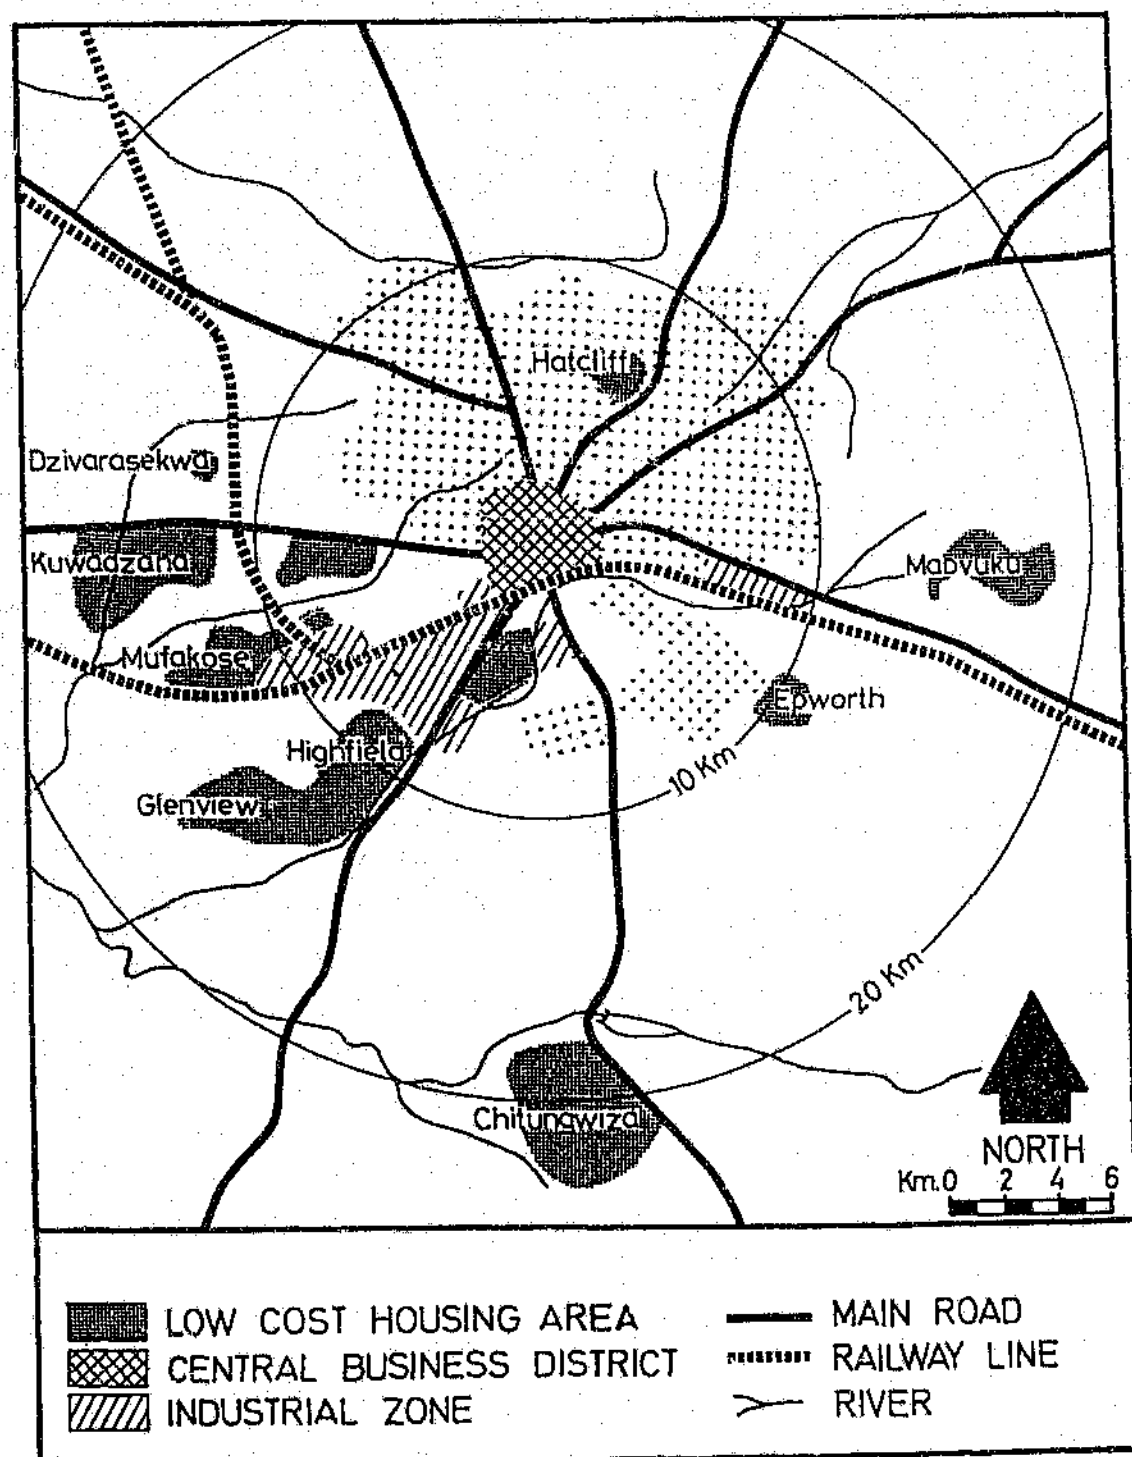 Hatcliff
Dzivarasekwa
Kuwadzana
Mabvuku
Mufakose
Epworth
Highfield
10 Km
Glenview
20 Km
Chitungwiza
NORTH
Km. 0 2 4 6
LOW COST HOUSING AREA
CENTRAL BUSINESS DISTRICT
INDUSTRIAL ZONE
MAIN ROAD
RAILWAY LINE
RIVER